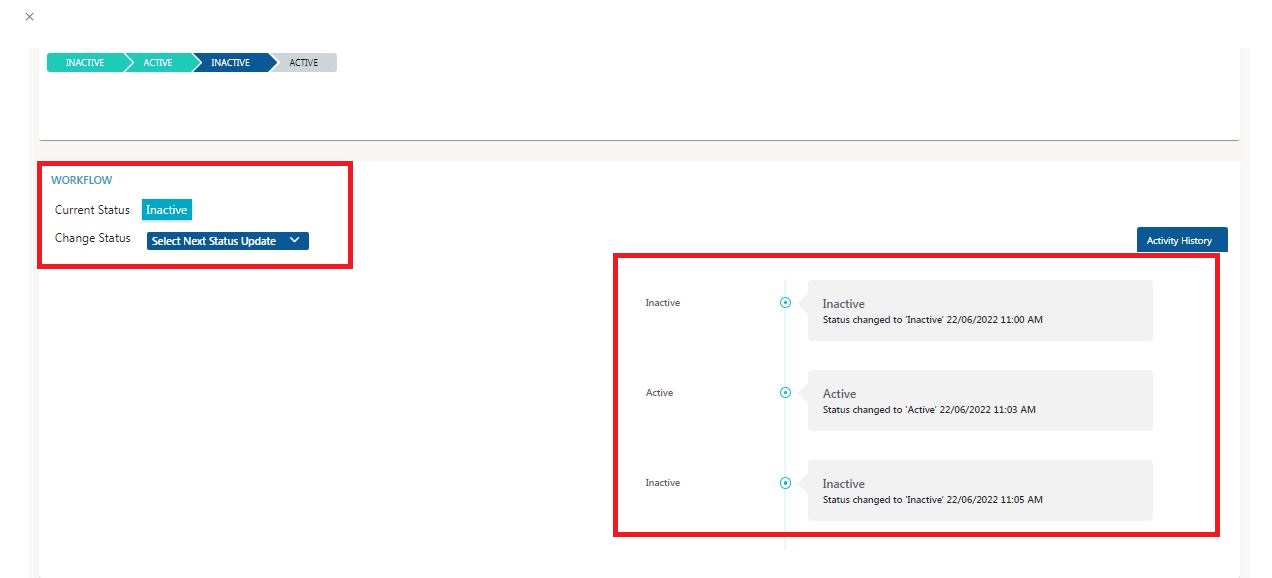 INACTIVE ACTIVE INACTIVE ACTIVE
WORKFLOW
Current Status Inactive
Change Status Select Next Status Update
Activity History
Inactive
Inactive
Status changed to 'Inactive' 22/06/2022 11:00 AM
Active
Active
Status changed to 'Active' 22/06/2022 11:03 AM
Inactive
Inactive
Status changed to 'Inactive' 22/06/2022 11:05 AM